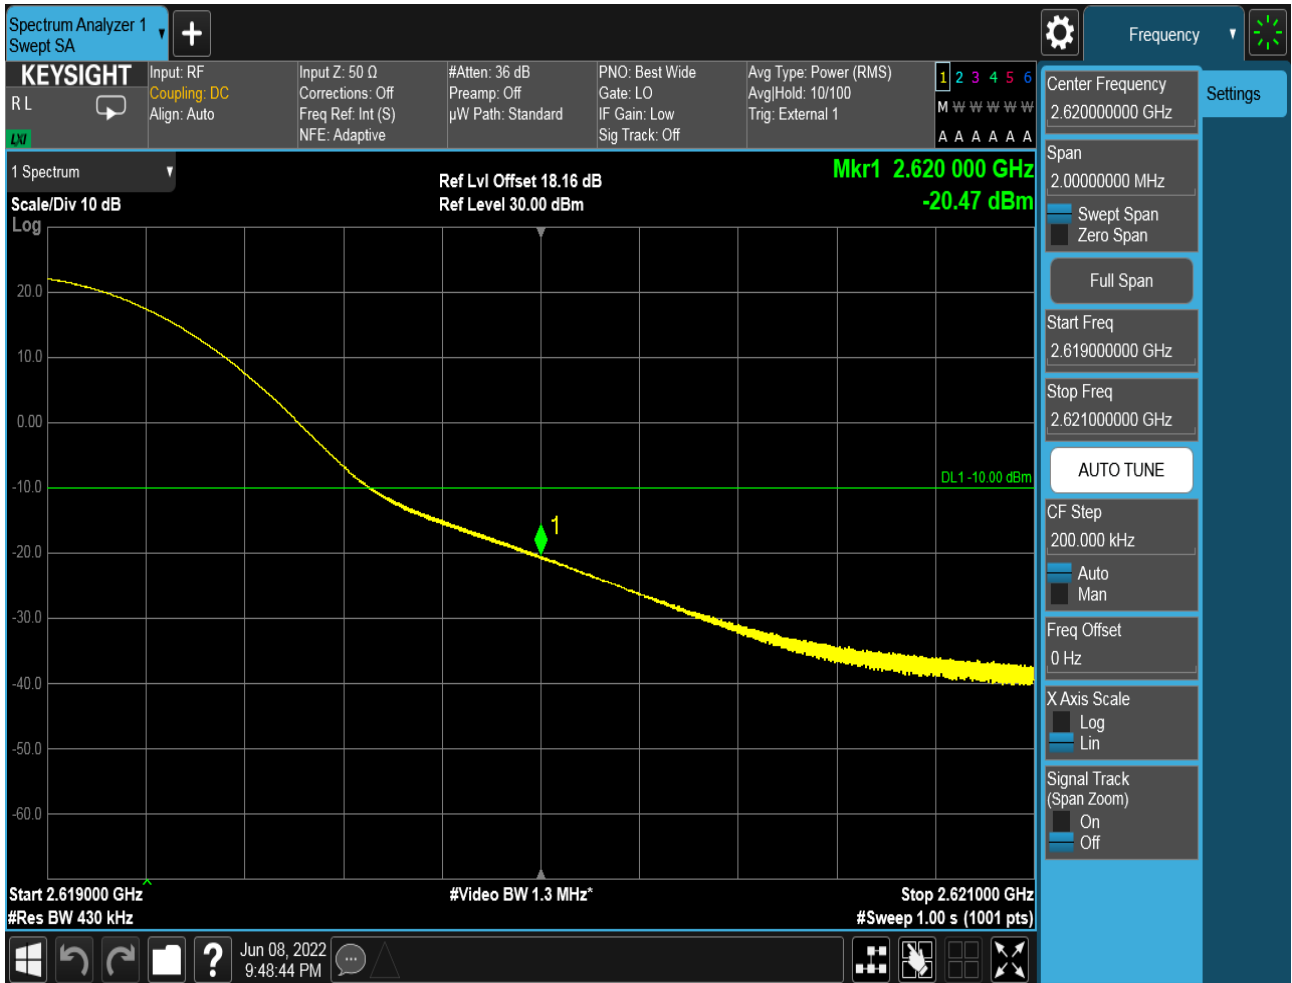 Spectrum Analyzer 1
Swept SA
Frequency
KEYSIGHT
R L
LXI
Input: RF
Coupling: DC
Align: Auto
Input Z: 50 Ω
Corrections: Off
Freq Ref: Int (S)
NFE: Adaptive
#Atten: 36 dB
Preamp: Off
µW Path: Standard
PNO: Best Wide
Gate: LO
IF Gain: Low
Sig Track: Off
Avg Type: Power (RMS)
Avg|Hold: 10/100
Trig: External 1
1 2 3 4 5 6
M W W W W W
A A A A A A
1 Spectrum
Scale/Div 10 dB
Log
Ref Lvl Offset 18.16 dB
Ref Level 30.00 dBm
Mkr1 2.620 000 GHz
-20.47 dBm
20.0
10.0
0.00
-10.0
-20.0
-30.0
-40.0
-50.0
-60.0
DL1 -10.00 dBm
1
Start 2.619000 GHz
#Res BW 430 kHz
#Video BW 1.3 MHz*
Stop 2.621000 GHz
#Sweep 1.00 s (1001 pts)
Jun 08, 2022
9:48:44 PM
Center Frequency
2.620000000 GHz
Settings
Span
2.00000000 MHz
Swept Span
Zero Span
Full Span
Start Freq
2.619000000 GHz
Stop Freq
2.621000000 GHz
AUTO TUNE
CF Step
200.000 kHz
Auto
Man
Freq Offset
0 Hz
X Axis Scale
Log
Lin
Signal Track
(Span Zoom)
On
Off